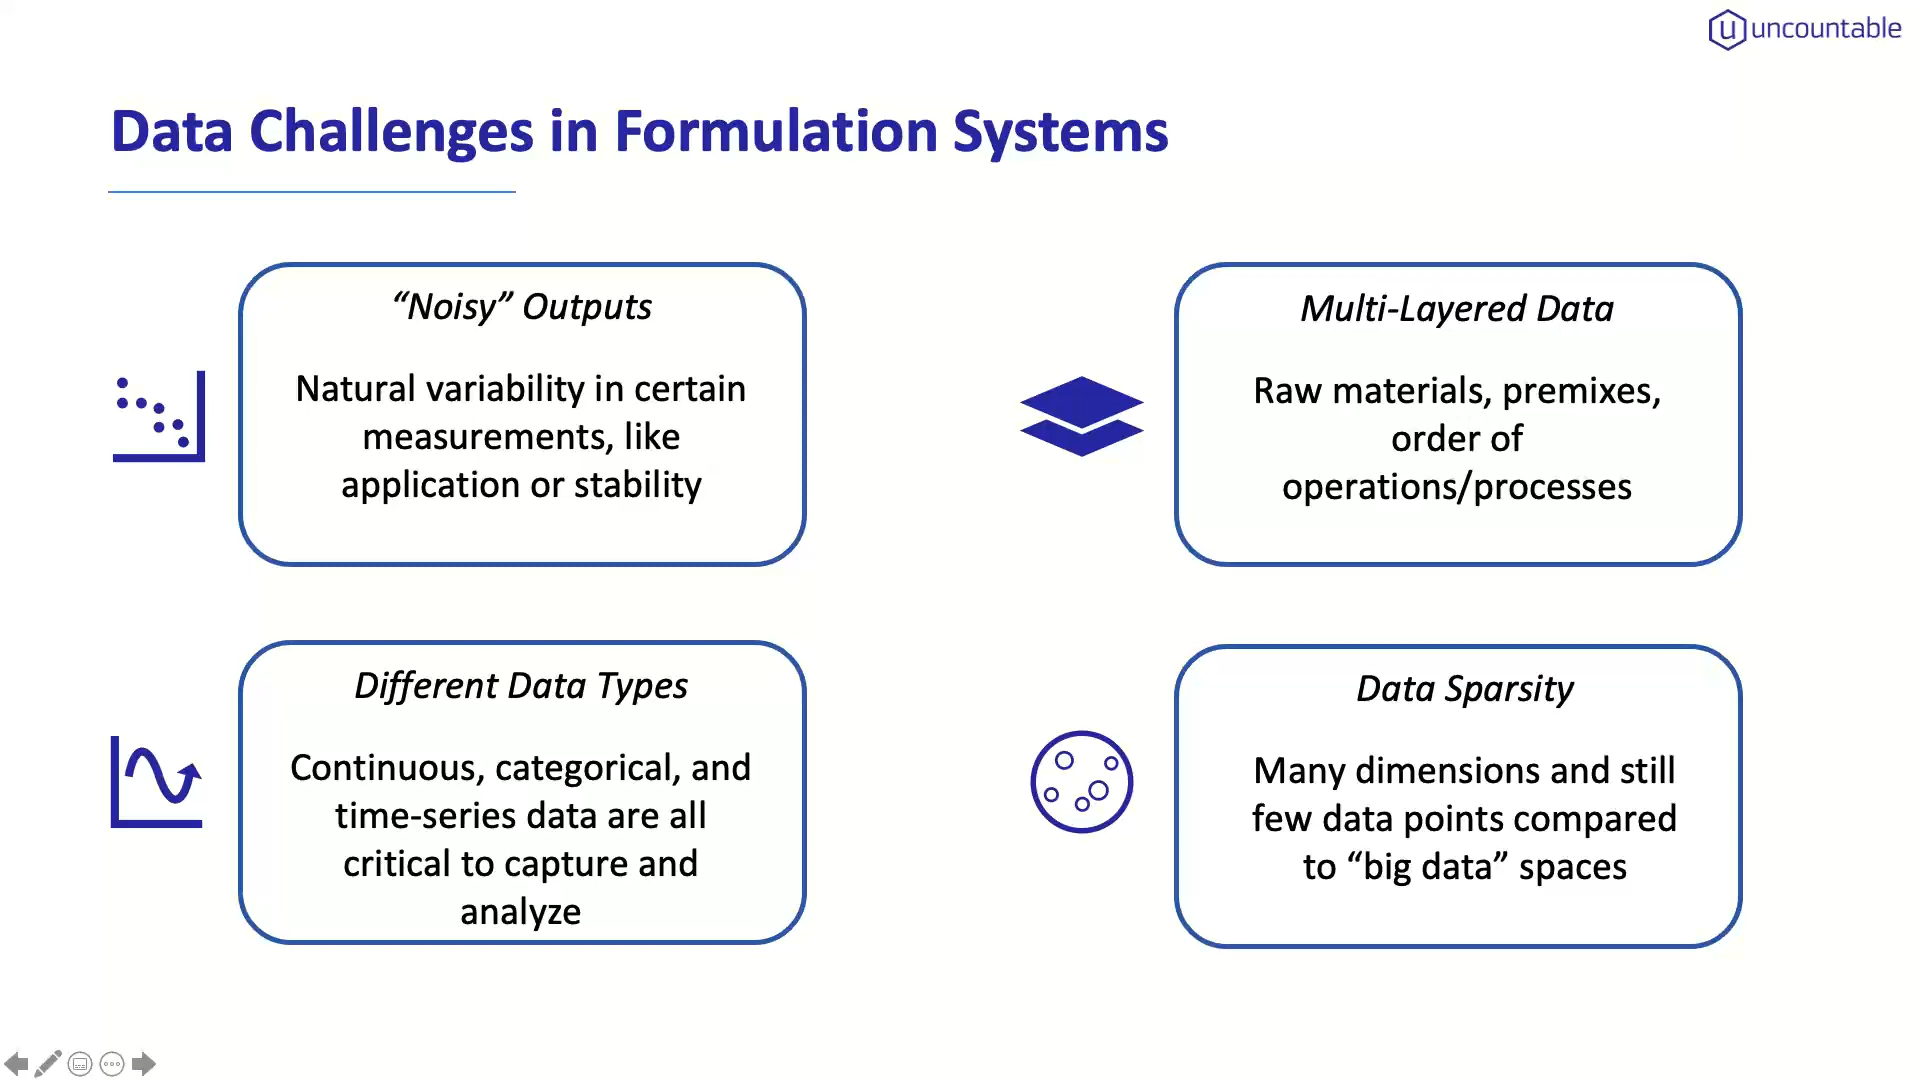 uncountable
Data Challenges in Formulation Systems
“Noisy” Outputs
Natural variability in certain
measurements, like
application or stability
Multi-Layered Data
Raw materials, premixes,
order of
operations/processes
Different Data Types
Continuous, categorical, and
time-series data are all
critical to capture and
analyze
Data Sparsity
Many dimensions and still
few data points compared
to “big data” spaces